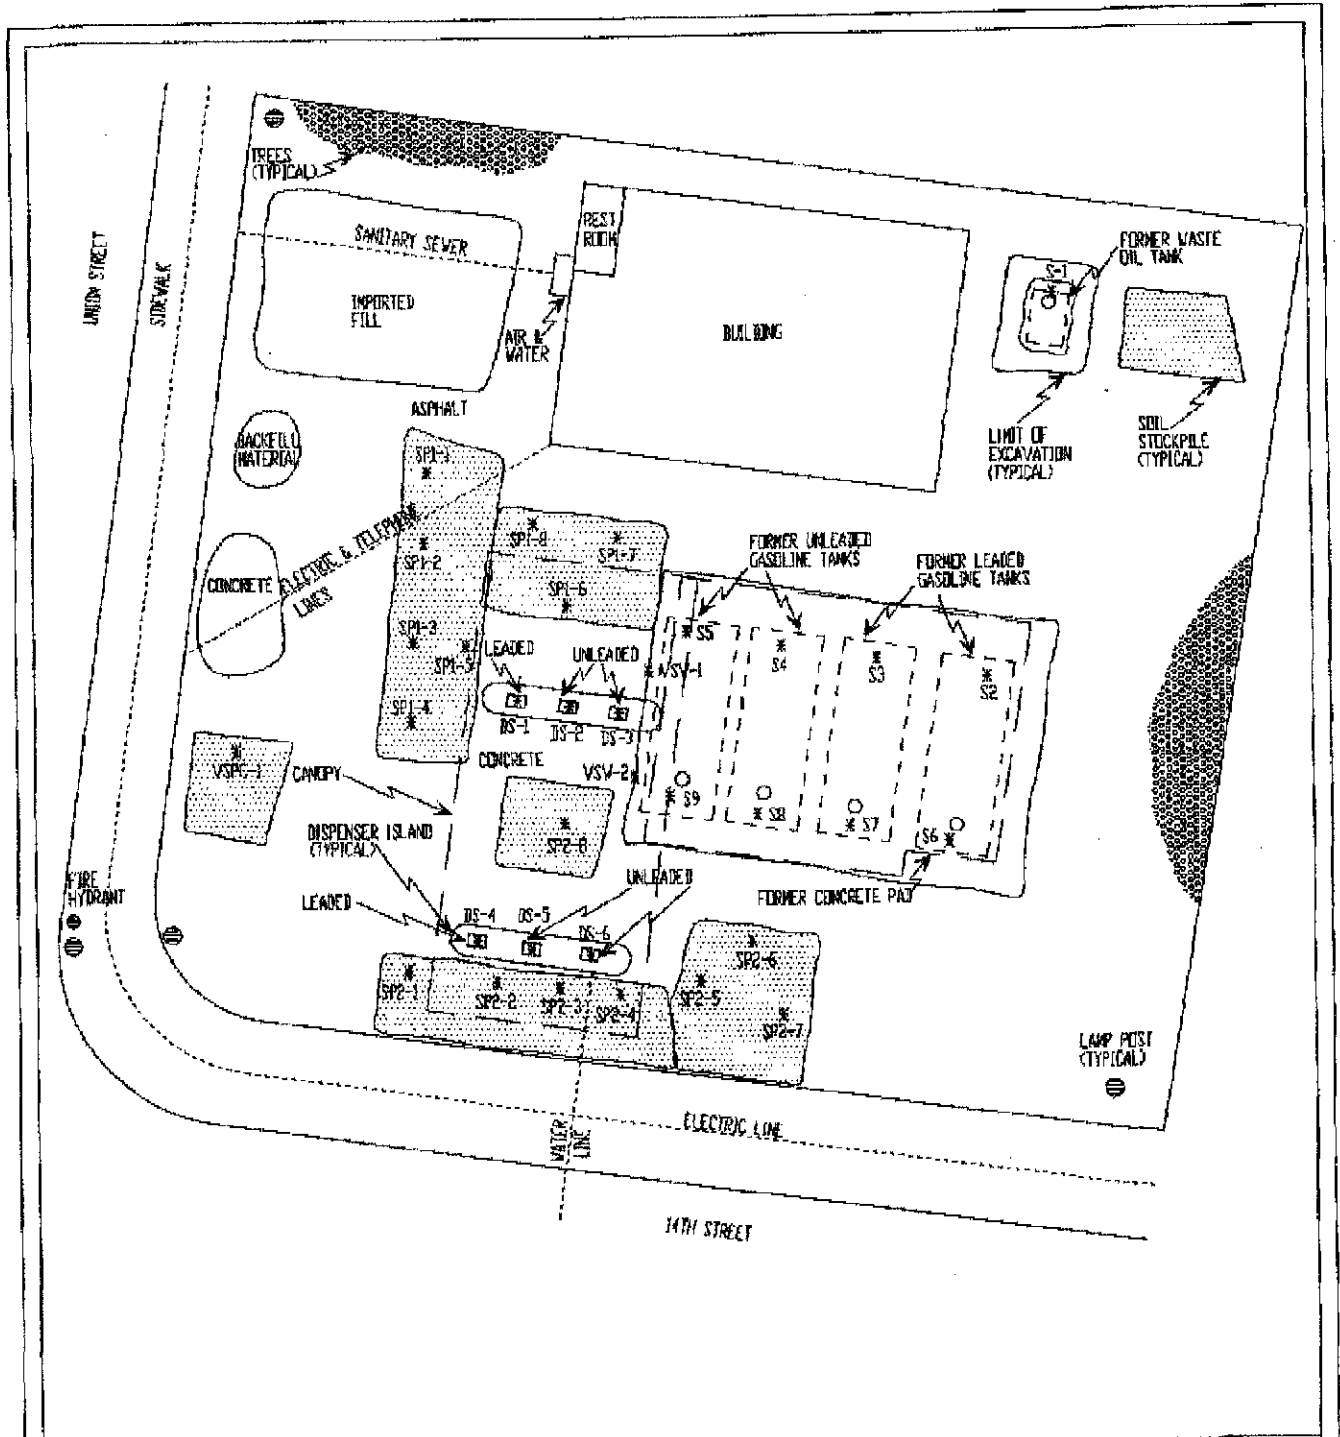 TREES
(TYPICAL)
UNION STREET
SIDEWALK
SANITARY SEWER
REST
ROOM
IMPORTED
FILL
AIR &
WATER
BUILDING
S-1
FORMER WASTE
OIL TANK
ASPHALT
LIMIT OF
EXCAVATION
(TYPICAL)
SOIL
STOCKPILE
(TYPICAL)
BACKFILL
MATERIAL
SP1-1
ELECTRIC & TELEPHONE
LINES
SP1-2
SP1-8
SP1-7
SP1-6
FORMER UNLEADED
GASOLINE TANKS
FORMER LEADED
GASOLINE TANKS
CONCRETE
SP1-3
SP1-5
LEADED
UNLEADED
S5
S4
S3
S2
VSW-1
SP1-4
DS-1
DS-2
DS-3
CONCRETE
VSW-2
VSPG-1
CANOPY
S9
S8
S7
S6
DISPENSER ISLAND
(TYPICAL)
SP2-8
UNLEADED
FORMER CONCRETE PAD
FIRE
HYDRANT
LEADED
DS-4
DS-5
DS-6
SP2-1
SP2-2
SP2-3
SP2-4
SP2-5
SP2-6
SP2-7
LAMP POST
(TYPICAL)
ELECTRIC LINE
WATER
LINE
14TH STREET